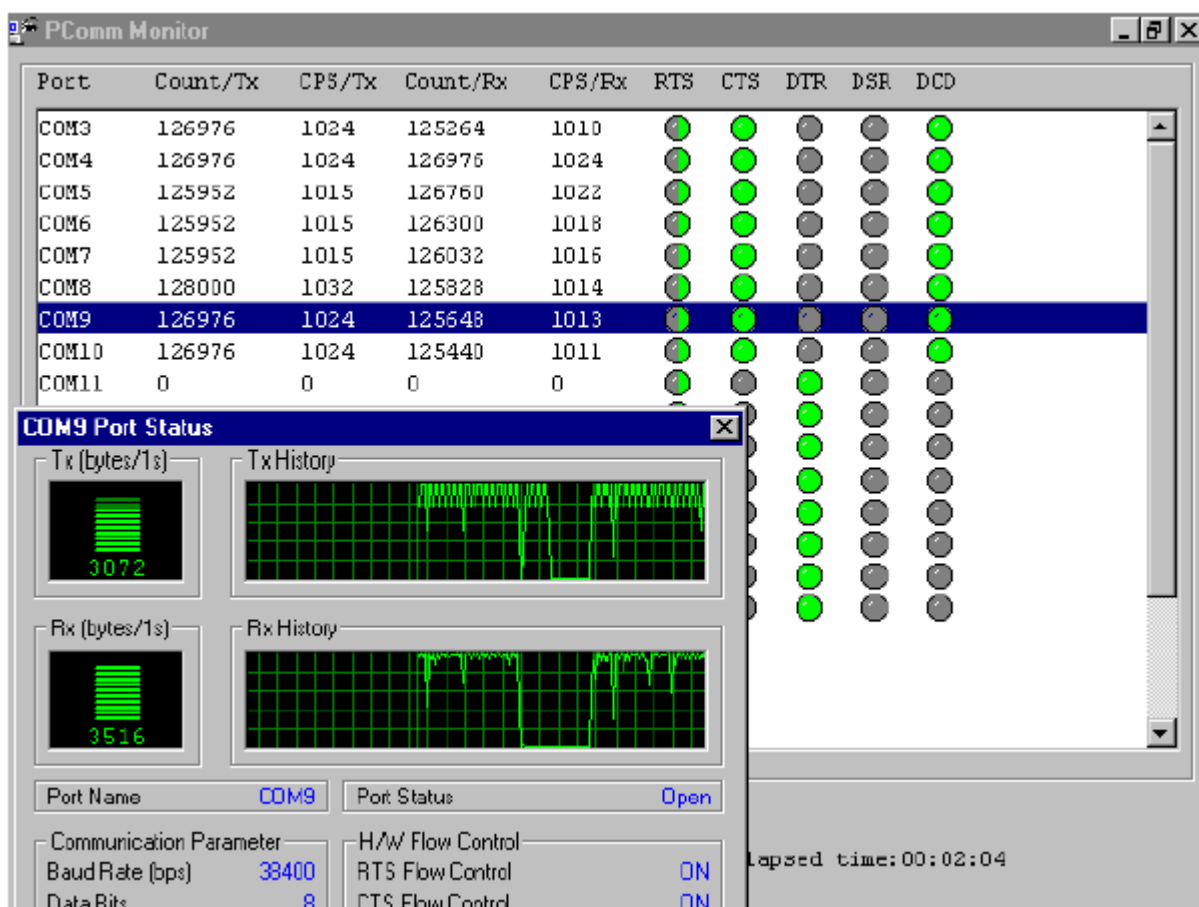 PComm Monitor
Port Count/Tx CPS/Tx Count/Rx CPS/Rx RTS CTS DTR DSR DCD
COM3 126976 1024 125264 1010
COM4 126976 1024 126976 1024
COM5 125952 1015 126760 1022
COM6 125952 1015 126300 1018
COM7 125952 1015 126032 1016
COM8 128000 1032 125828 1014
COM9 126976 1024 125648 1013
COM10 126976 1024 125440 1011
COM11 0 0 0 0
COM9 Port Status
Tx (bytes/1s) Tx History
3072
Rx (bytes/1s) Rx History
3516
Port Name COM9 Port Status Open
Communication Parameter H/W Flow Control
Baud Rate (bps) 38400 RTS Flow Control ON
lapsed time:00:02:04
Data Bits 8 CTS Flow Control ON